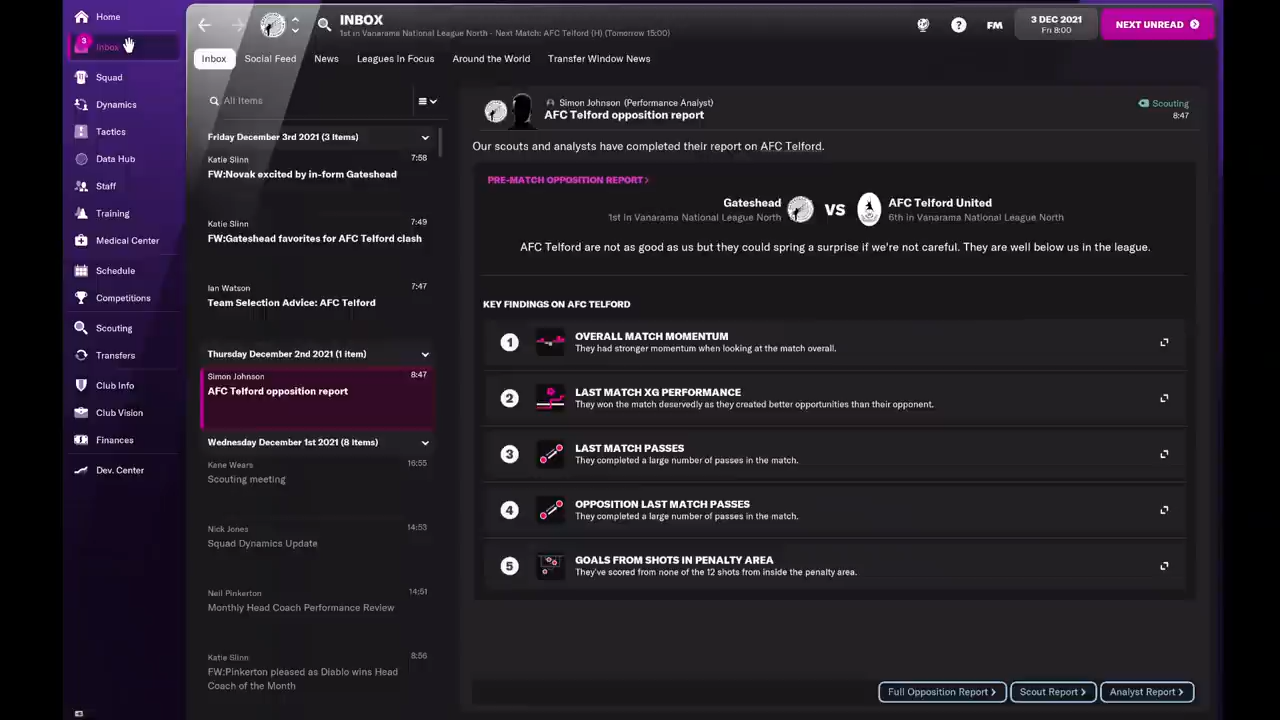 Home
3
Inbox
Squad
Dynamics
Tactics
Data Hub
Staff
Training
Medical Center
Schedule
Competitions
Scouting
Transfers
Club Info
Club Vision
Finances
Dev. Center
INBOX
1st in Vanarama National League North - Next Match: AFC Telford (H) (Tomorrow 15:00)
FM
3 DEC 2021
Fri 8:00
NEXT UNREAD
Inbox
Social Feed
News
Leagues In Focus
Around the World
Transfer Window News
All Items
Friday December 3rd 2021 (3 Items)
Katie Slinn 7:58
FW:Novak excited by in-form Gateshead
Katie Slinn 7:49
FW:Gateshead favorites for AFC Telford clash
Ian Watson 7:47
Team Selection Advice: AFC Telford
Thursday December 2nd 2021 (1 item)
Simon Johnson 8:47
AFC Telford opposition report
Wednesday December 1st 2021 (8 items)
Kane Wears 16:55
Scouting meeting
Nick Jones 14:53
Squad Dynamics Update
Neil Pinkerton 14:51
Monthly Head Coach Performance Review
Katie Slinn 8:56
FW:Pinkerton pleased as Diablo wins Head
Coach of the Month
Simon Johnson (Performance Analyst)
AFC Telford opposition report
Scouting
8:47
Our scouts and analysts have completed their report on AFC Telford.
PRE-MATCH OPPOSITION REPORT>
Gateshead
1st in Vanarama National League North
VS
AFC Telford United
6th in Vanarama National League North
AFC Telford are not as good as us but they could spring a surprise if we're not careful. They are well below us in the league.
KEY FINDINGS ON AFC TELFORD
1
OVERALL MATCH MOMENTUM
They had stronger momentum when looking at the match overall.
2
LAST MATCH XG PERFORMANCE
They won the match deservedly as they created better opportunities than their opponent.
3
LAST MATCH PASSES
They completed a large number of passes in the match.
4
OPPOSITION LAST MATCH PASSES
They completed a large number of passes in the match.
5
GOALS FROM SHOTS IN PENALTY AREA
They've scored from none of the 12 shots from inside the penalty area.
Full Opposition Report >
Scout Report >
Analyst Report >